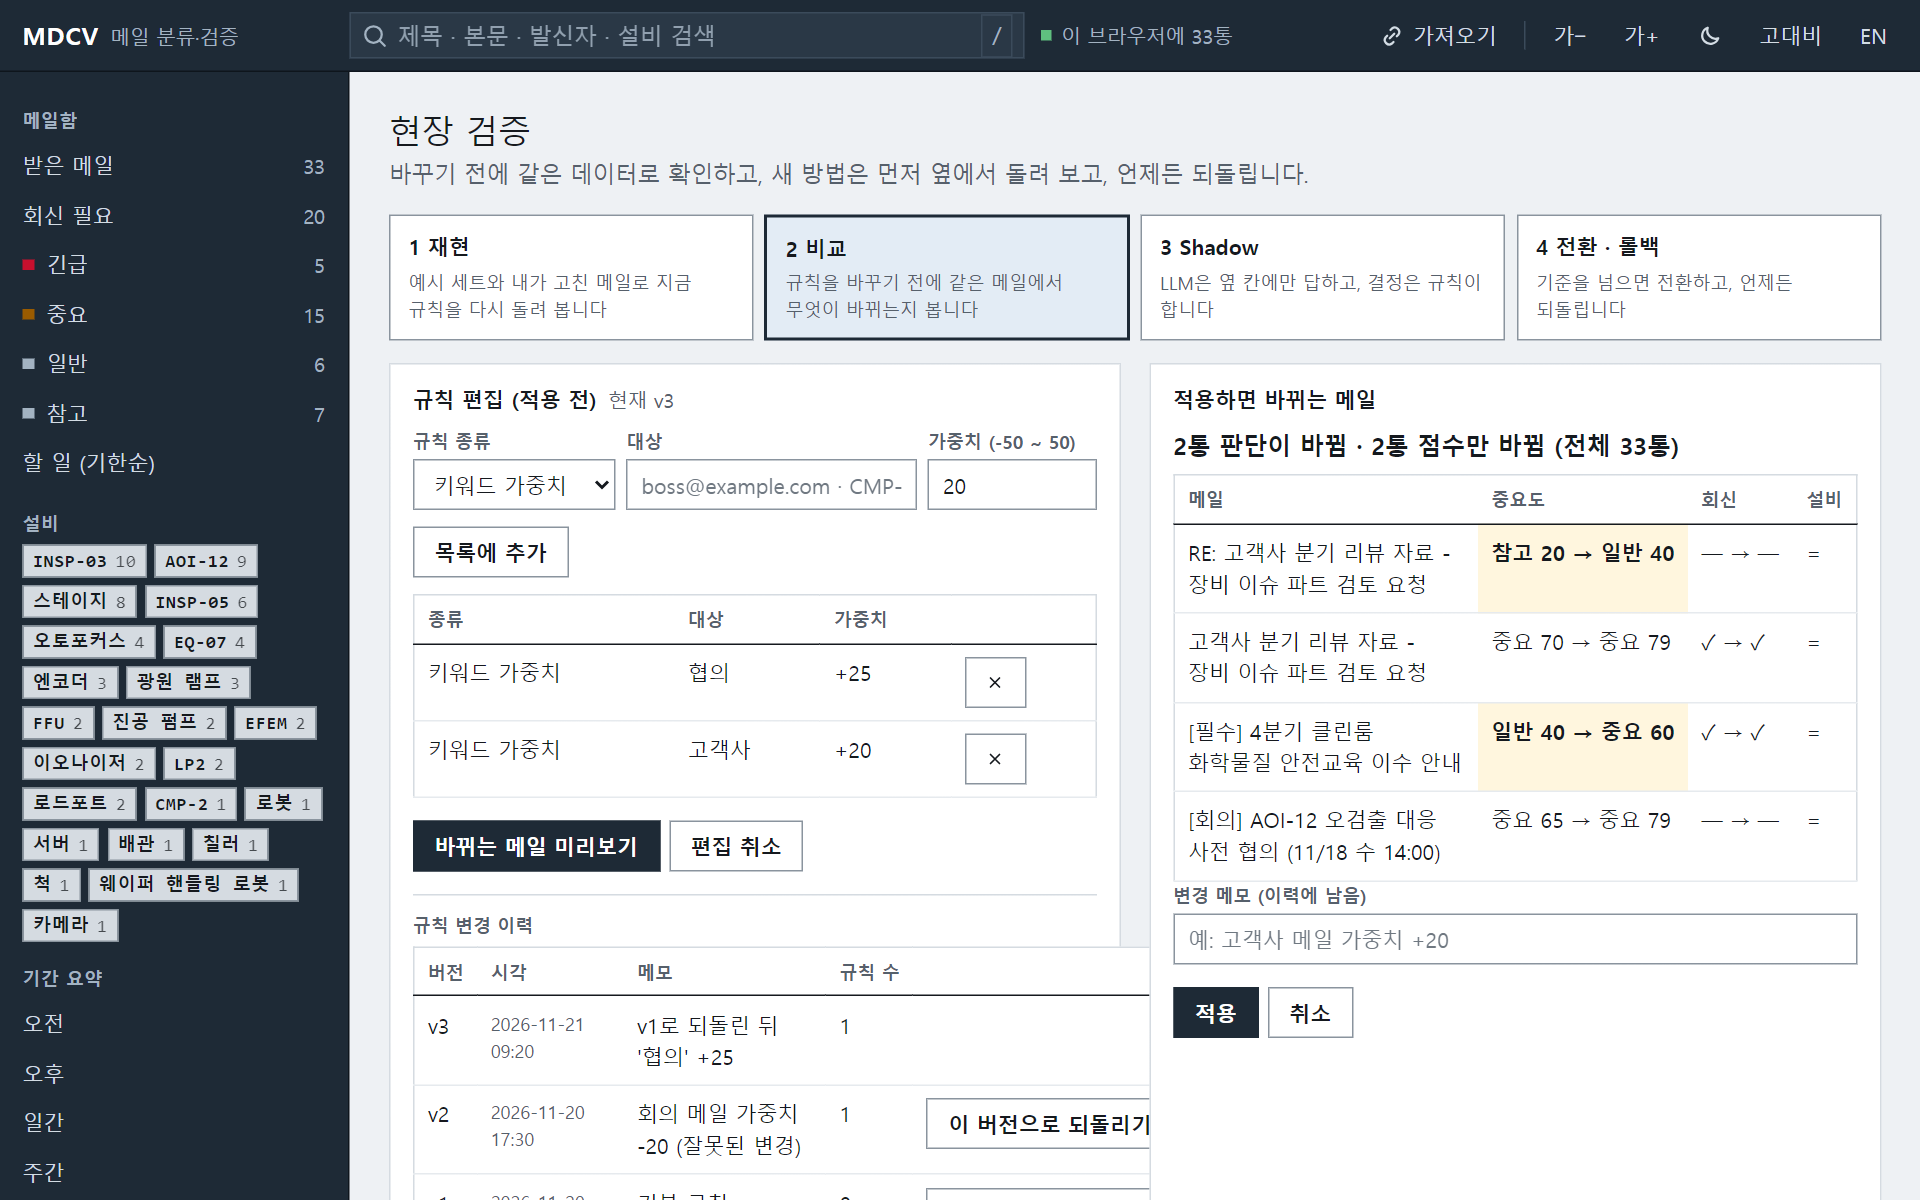 MDCV 메일 분류·검증
제목 · 본문 · 발신자 · 설비 검색 /
이 브라우저에 33통
가져오기
가−
가+
고대비
EN
메일함
받은 메일 33
회신 필요 20
긴급 5
중요 15
일반 6
참고 7
할 일 (기한순)
설비
INSP-03 10 AOI-12 9
스테이지 8 INSP-05 6
오토포커스 4 EQ-07 4
엔코더 3 광원 램프 3
FFU 2 진공 펌프 2 EFEM 2
이오나이저 2 LP2 2
로드포트 2 CMP-2 1 로봇 1
서버 1 배관 1 칠러 1
척 1 웨이퍼 핸들링 로봇 1
카메라 1
기간 요약
오전
오후
일간
주간
현장 검증
바꾸기 전에 같은 데이터로 확인하고, 새 방법은 먼저 옆에서 돌려 보고, 언제든 되돌립니다.
1 재현
예시 세트와 내가 고친 메일로 지금
규칙을 다시 돌려 봅니다
2 비교
규칙을 바꾸기 전에 같은 메일에서
무엇이 바뀌는지 봅니다
3 Shadow
LLM은 옆 칸에만 답하고, 결정은 규칙이
합니다
4 전환 · 롤백
기준을 넘으면 전환하고, 언제든
되돌립니다
규칙 편집 (적용 전) 현재 v3
규칙 종류 대상 가중치 (-50 ~ 50)
키워드 가중치 boss@example.com · CMP- 20
목록에 추가
종류 대상 가중치
키워드 가중치 협의 +25 ×
키워드 가중치 고객사 +20 ×
바뀌는 메일 미리보기 편집 취소
규칙 변경 이력
버전 시각 메모 규칙 수
v3 2026-11-21 v1로 되돌린 뒤 1
09:20 '협의' +25
v2 2026-11-20 회의 메일 가중치 1 이 버전으로 되돌리기
17:30 -20 (잘못된 변경)
적용하면 바뀌는 메일
2통 판단이 바뀜 · 2통 점수만 바뀜 (전체 33통)
메일 중요도 회신 설비
RE: 고객사 분기 리뷰 자료 - 참고 20 → 일반 40 — → — =
장비 이슈 파트 검토 요청
고객사 분기 리뷰 자료 - 중요 70 → 중요 79 ✓ → ✓ =
장비 이슈 파트 검토 요청
[필수] 4분기 클린룸 일반 40 → 중요 60 ✓ → ✓ =
화학물질 안전교육 이수 안내
[회의] AOI-12 오검출 대응 중요 65 → 중요 79 — → — =
사전 협의 (11/18 수 14:00)
변경 메모 (이력에 남음)
예: 고객사 메일 가중치 +20
적용 취소